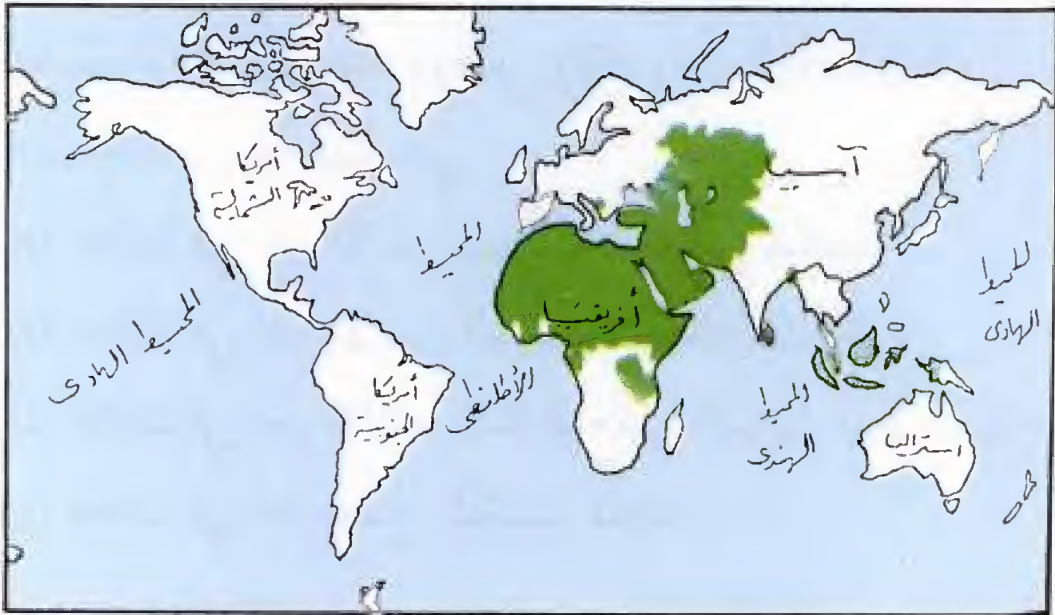 أمريكا
الشمالية
آسيا
المحيط
الأطلنطى
المحيط الهادى
أفريقيا
أمريكا
الجنوبية
المحيط
الهندى
المحيط
الهادى
استراليا